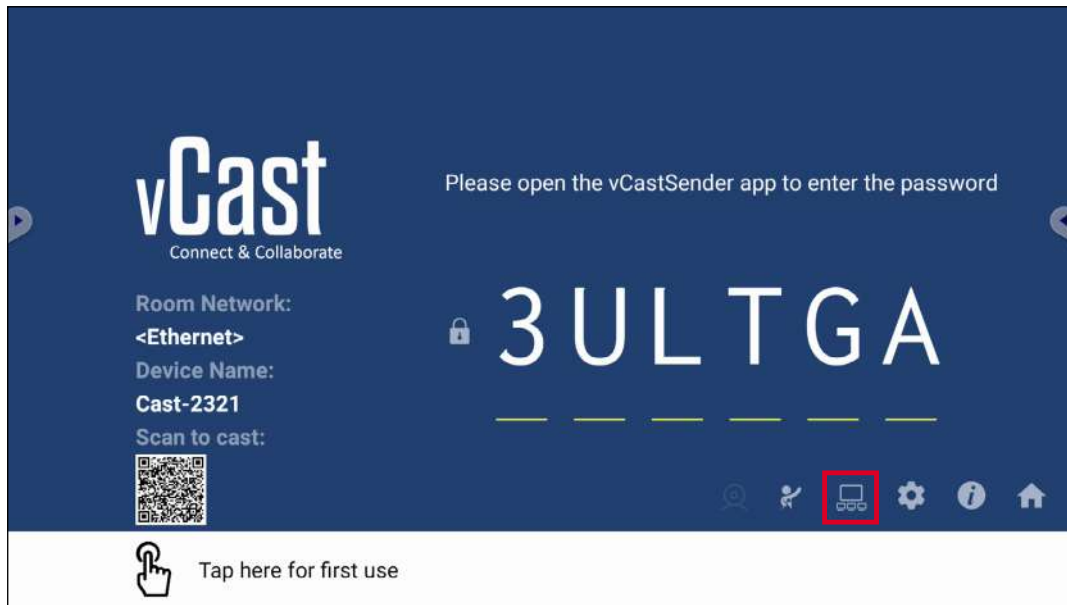 vCast
Connect & Collaborate
Please open the vCastSender app to enter the password
Room Network:
<Ethernet>
Device Name:
Cast-2321
Scan to cast:
3ULTGA
Tap here for first use